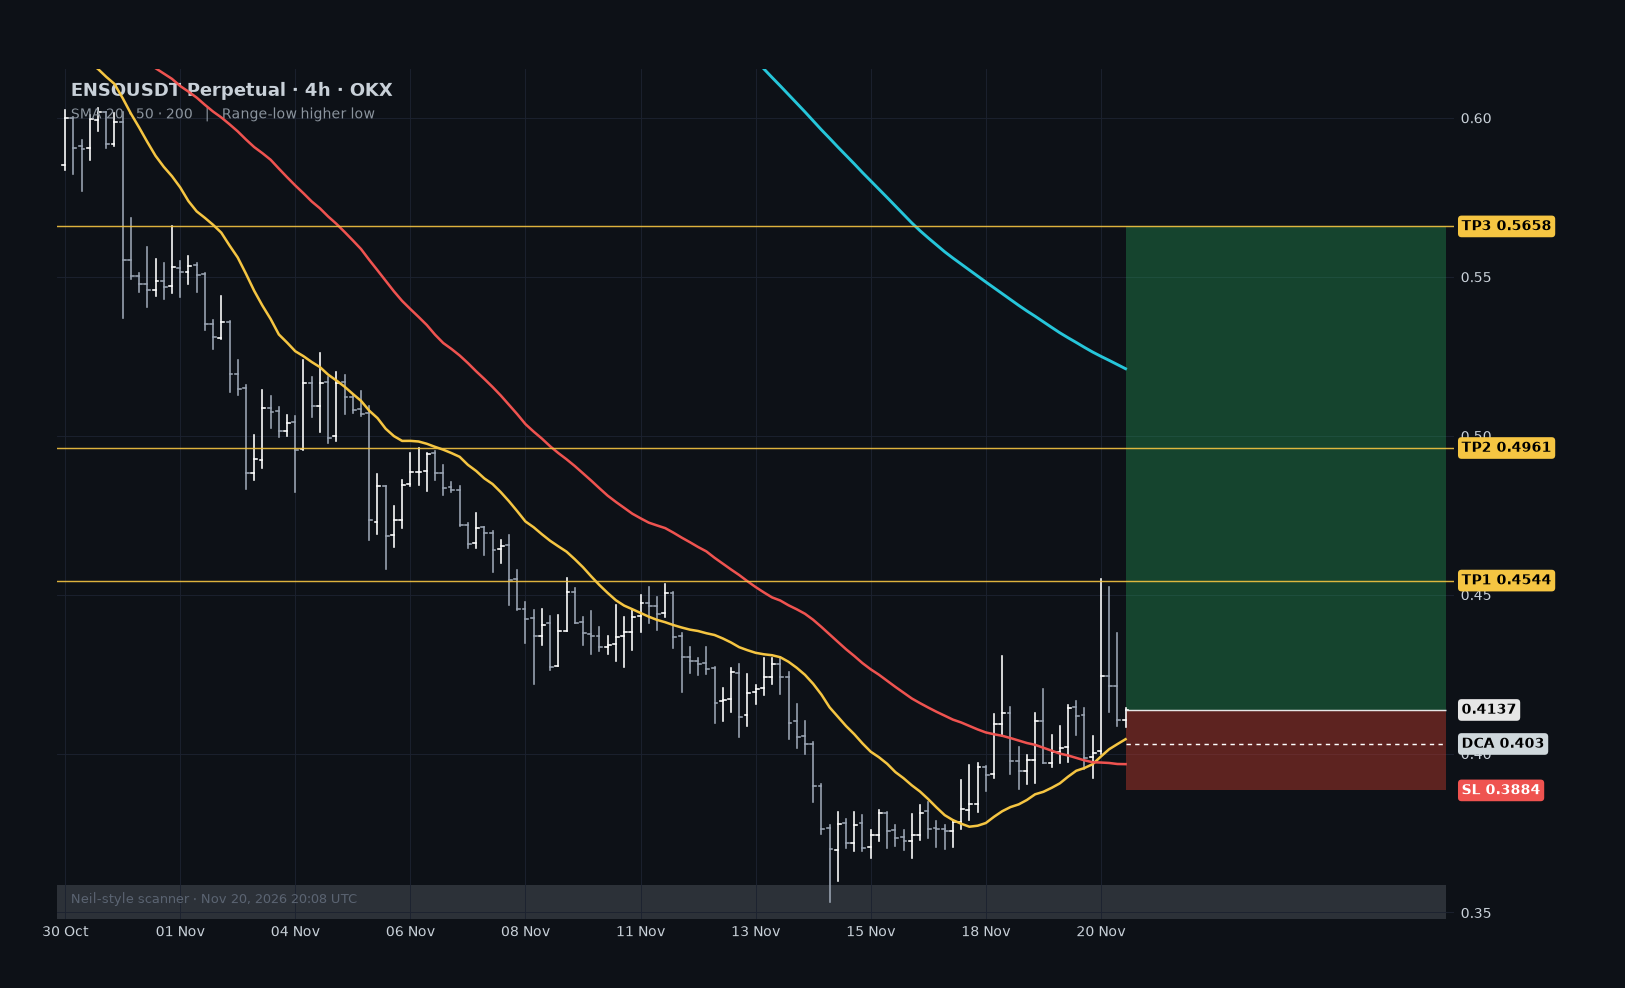 ENSOUSDT Perpetual · 4h · OKX
SMA 20 · 50 · 200 | Range-low higher low
0.60
TP3 0.5658
0.55
0.50
TP2 0.4961
TP1 0.4544
0.45
0.4137
DCA 0.403
0.40
SL 0.3884
Neil-style scanner · Nov 20, 2026 20:08 UTC
0.35
30 Oct 01 Nov 04 Nov 06 Nov 08 Nov 11 Nov 13 Nov 15 Nov 18 Nov 20 Nov